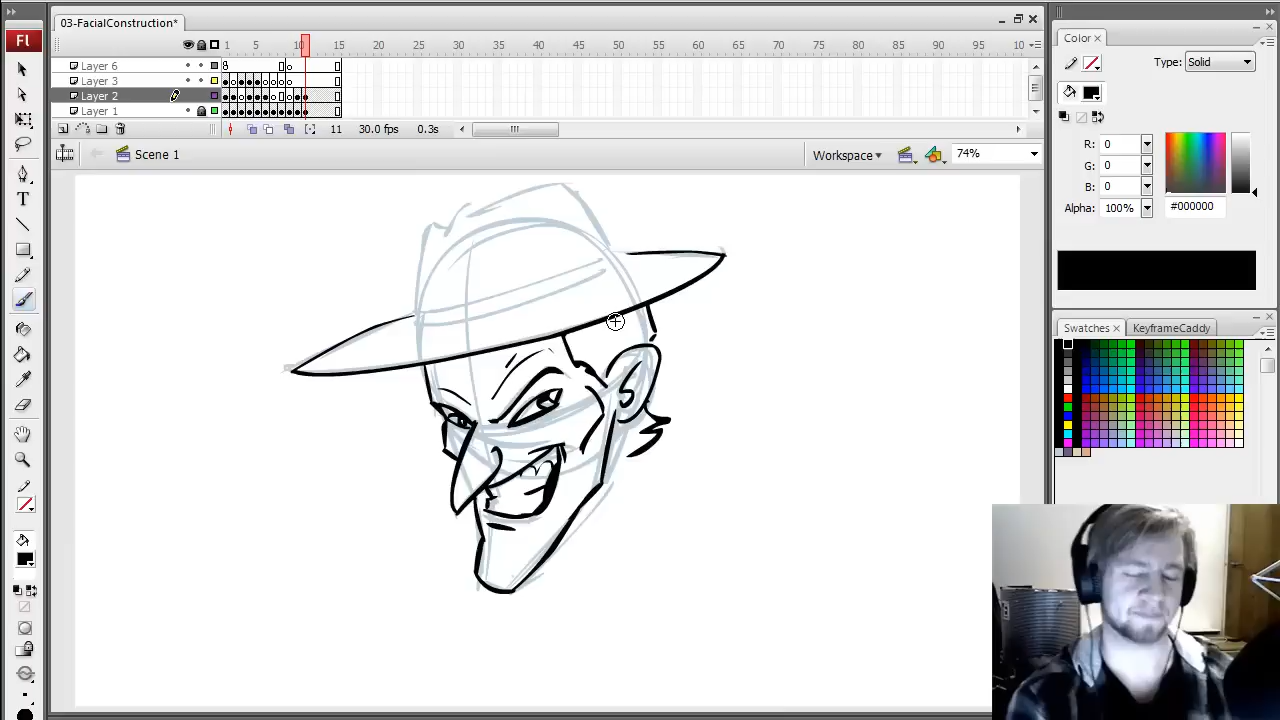 03-FacialConstruction*
Fl
1 5 10 15 20 25 30 35 40 45 50 55 60 65 70 75 80 85 90 95 10
Layer 6
Layer 3
Layer 2
Layer 1
11 30.0 fps 0.3s
Scene 1
Workspace
74%
Color
Type: Solid
R: 0
G: 0
B: 0
Alpha: 100%
#000000
Swatches KeyframeCaddy
T